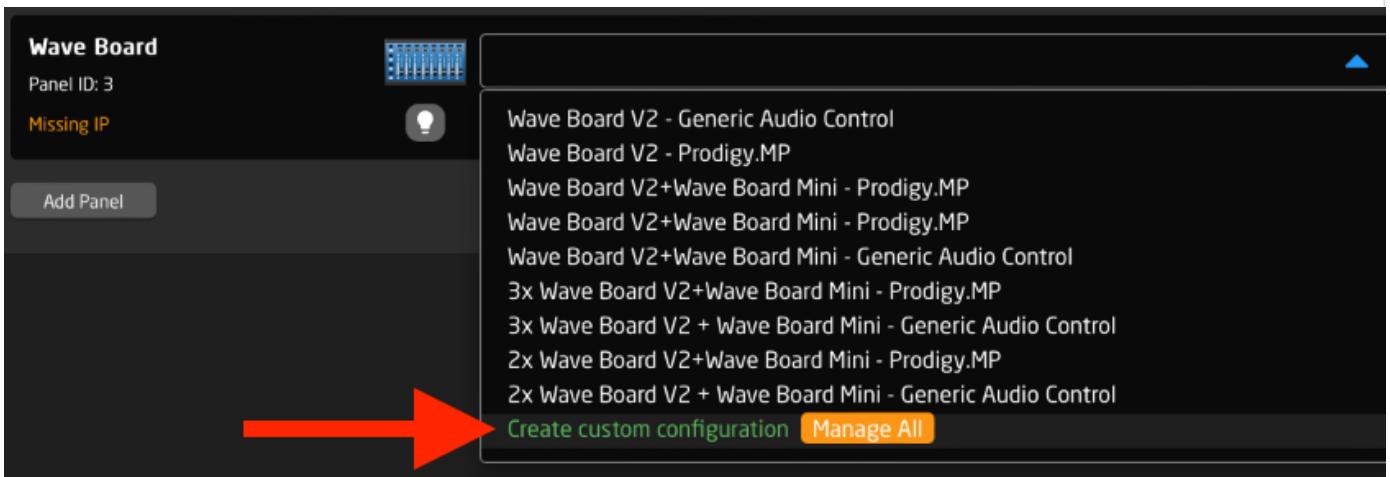 Wave Board
Panel ID: 3
Missing IP
Add Panel
Wave Board V2 - Generic Audio Control
Wave Board V2 - Prodigy.MP
Wave Board V2+Wave Board Mini - Prodigy.MP
Wave Board V2+Wave Board Mini - Prodigy.MP
Wave Board V2+Wave Board Mini - Generic Audio Control
3x Wave Board V2+Wave Board Mini - Prodigy.MP
3x Wave Board V2 + Wave Board Mini - Generic Audio Control
2x Wave Board V2+Wave Board Mini - Prodigy.MP
2x Wave Board V2 + Wave Board Mini - Generic Audio Control
Create custom configuration Manage All